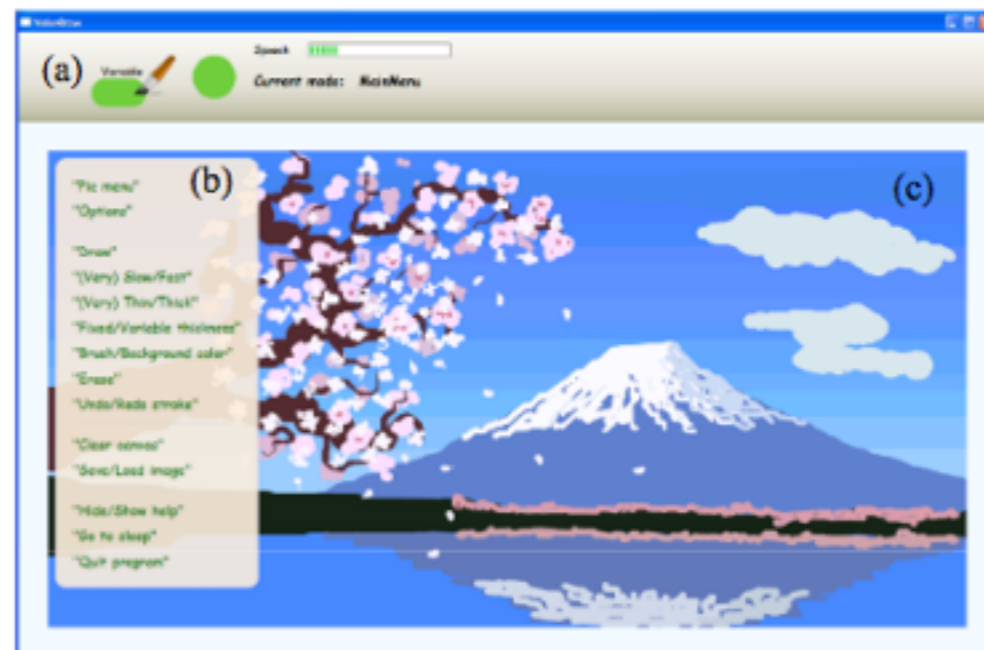 VoiceDraw
(a)
Variable
Speech
Current mode: MainMenu
(b)
(c)
"Pic menu"
"Options"
"Draw"
"(Very) Slow/Fast"
"(Very) Thin/Thick"
"Fixed/Variable thickness"
"Brush/Background color"
"Erase"
"Undo/Redo stroke"
"Clear canvas"
"Save/Load image"
"Hide/Show help"
"Go to sleep"
"Quit program"